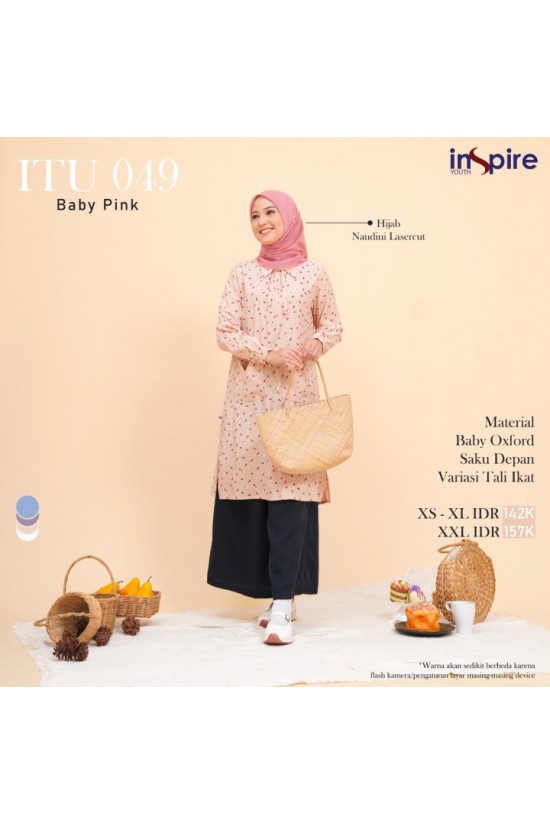 ITU 049
Baby Pink
inSpire
YOUTH
Hijab
Nandini Lasercut
Material
Baby Oxford
Saku Depan
Variasi Tali Ikat
XS - XL IDR 142K
XXL IDR 157K
*Warna akan sedikit berbeda karena
flash kamera/pengaturan layar masing-masing device